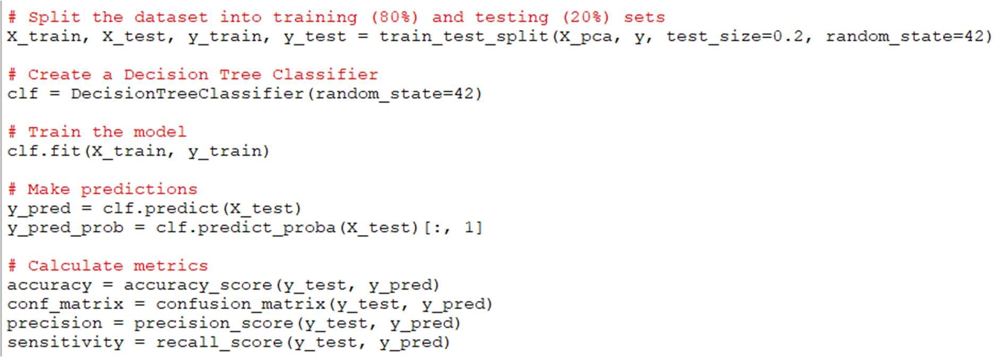 # Split the dataset into training (80%) and testing (20%) sets
X_train, X_test, y_train, y_test = train_test_split(X_pca, y, test_size=0.2, random_state=42)
# Create a Decision Tree Classifier
clf = DecisionTreeClassifier(random_state=42)
# Train the model
clf.fit(X_train, y_train)
# Make predictions
y_pred = clf.predict(X_test)
y_pred_prob = clf.predict_proba(X_test)[:, 1]
# Calculate metrics
accuracy = accuracy_score(y_test, y_pred)
conf_matrix = confusion_matrix(y_test, y_pred)
precision = precision_score(y_test, y_pred)
sensitivity = recall_score(y_test, y_pred)